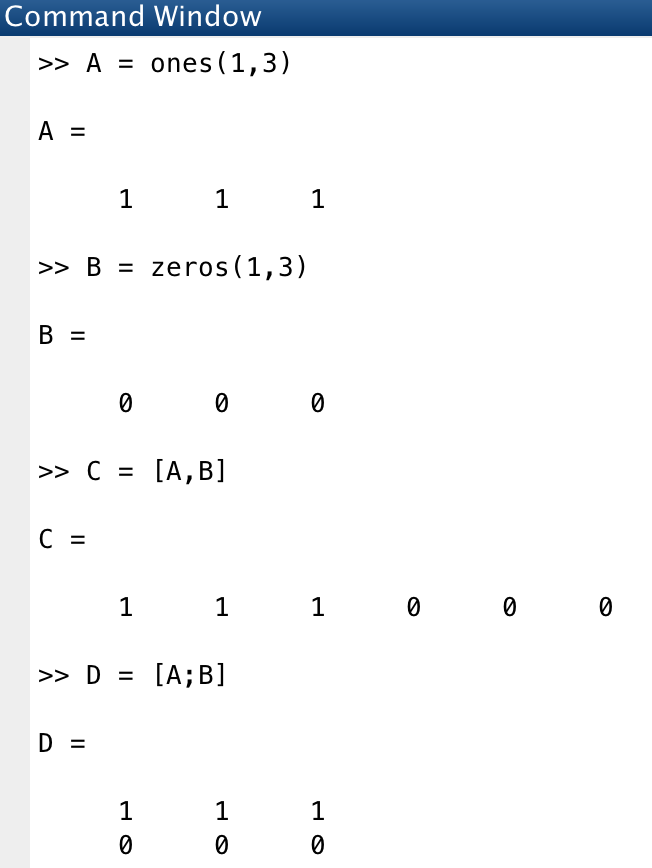 Command Window
>> A = ones(1,3)
A =
1 1 1
>> B = zeros(1,3)
B =
0 0 0
>> C = [A,B]
C =
1 1 1 0 0 0
>> D = [A;B]
D =
1 1 1
0 0 0